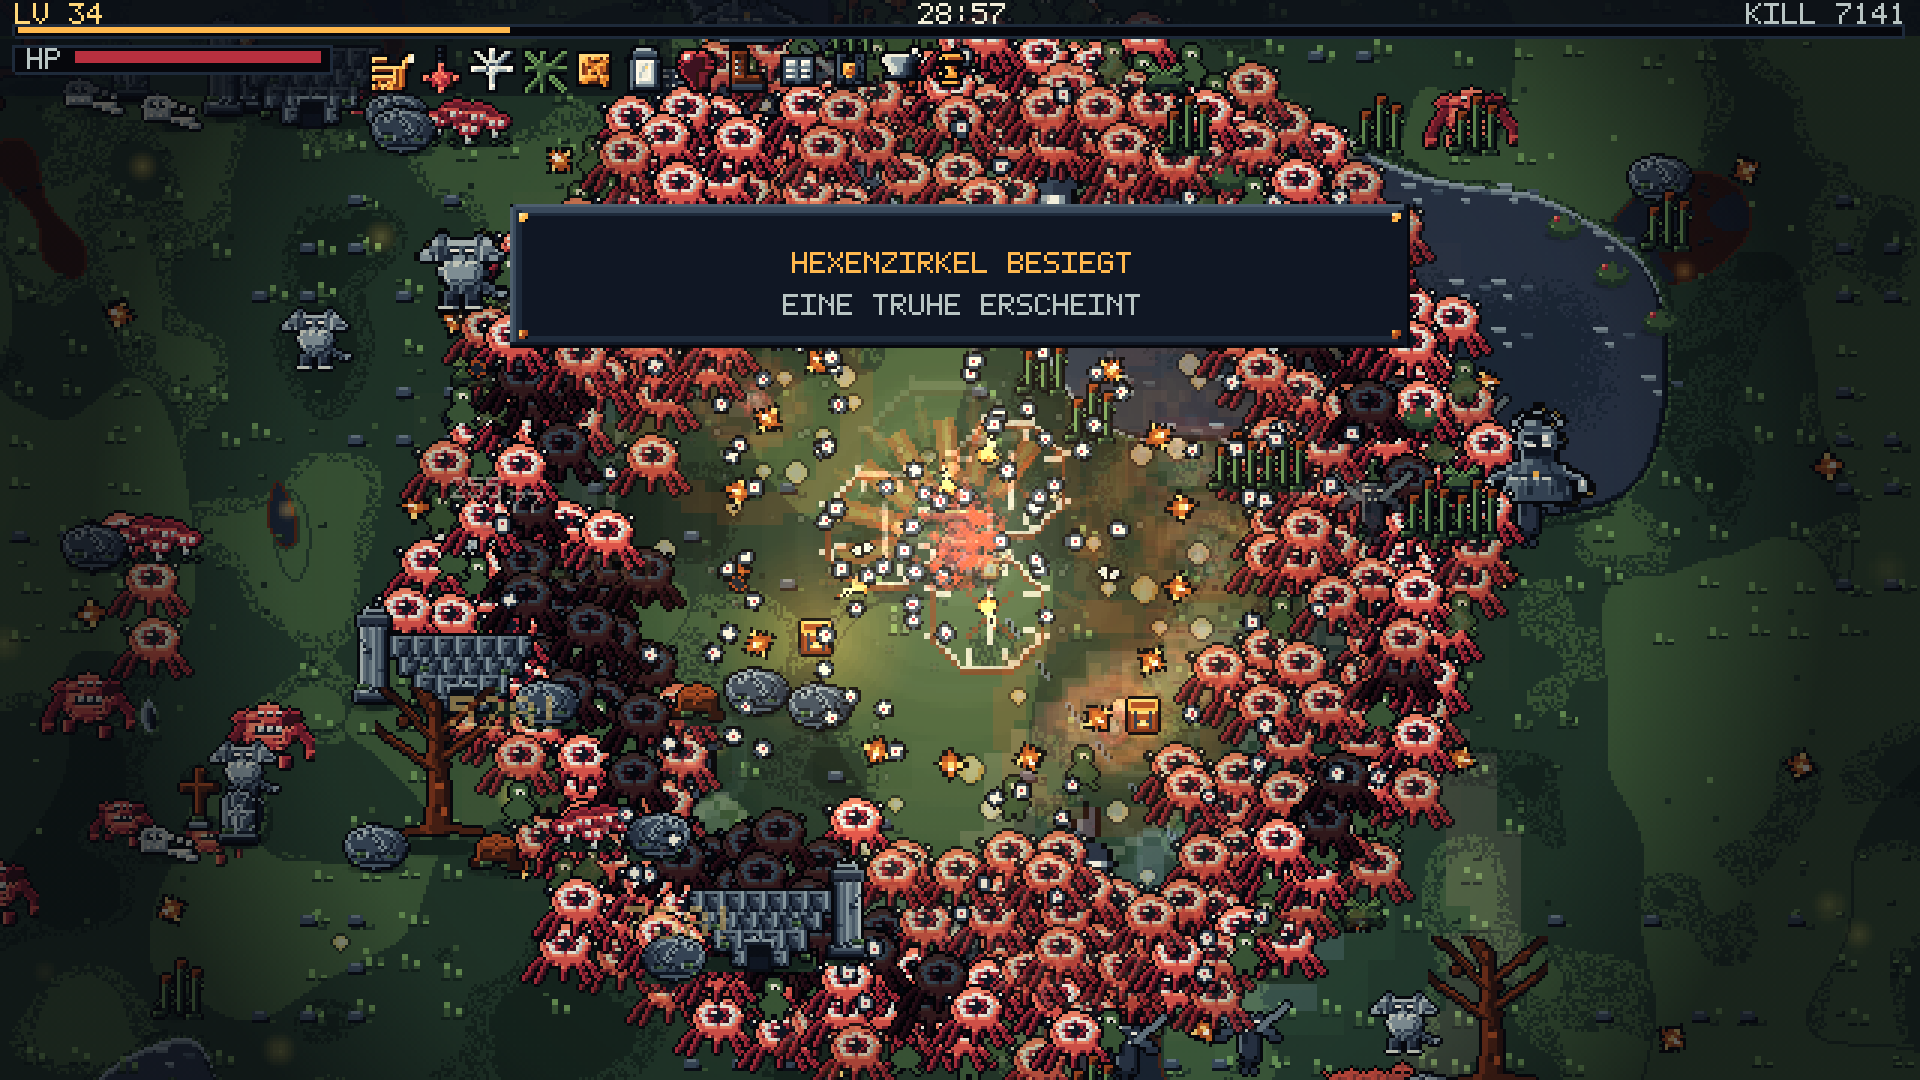 LV 34
28:57
KILL 7141
HP
HEXENZIRKEL BESIEGT
EINE TRUHE ERSCHEINT